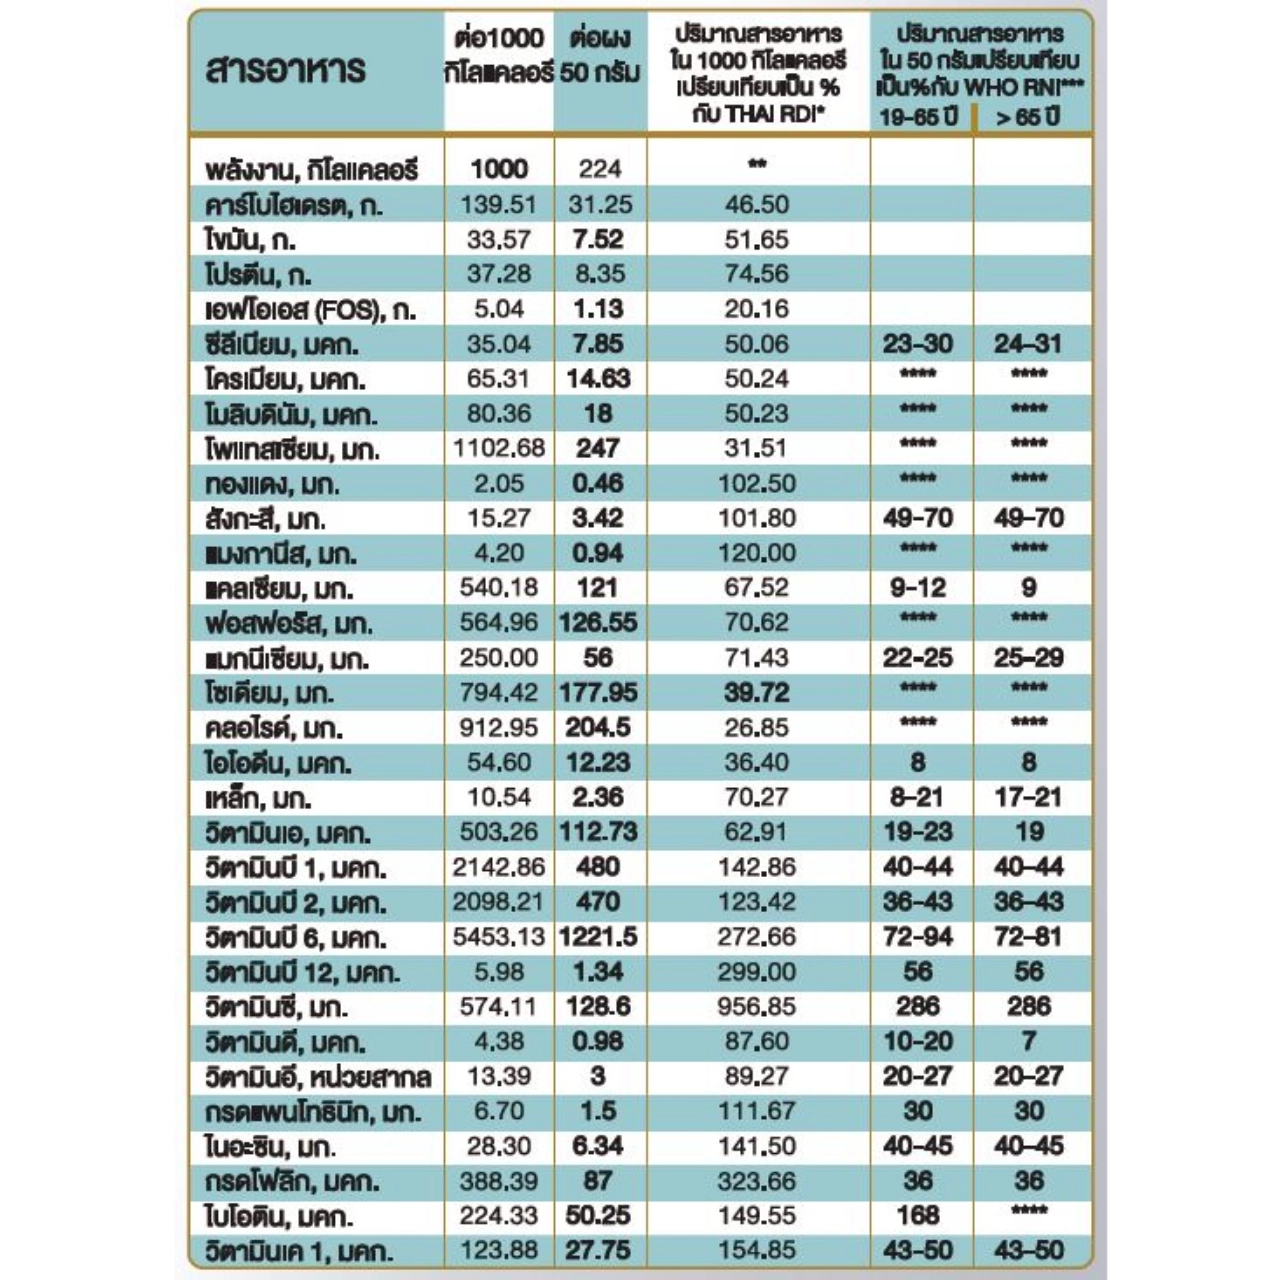 สารอาหาร ต่อ1000 กิโลแคลอรี ต่อผง 50 กรัม ปริมาณสารอาหาร ใน 1000 กิโลแคลอรี เปรียบเทียบเป็น % กับ THAI RDI* ปริมาณสารอาหาร ใน 50 กรัมเปรียบเทียบ เป็น%กับ WHO RNI*** 19-65 ปี > 65 ปี
พลังงาน, กิโลแคลอรี 1000 224 **
คาร์โบไฮเดรต, ก. 139.51 31.25 46.50
ไขมัน, ก. 33.57 7.52 51.65
โปรตีน, ก. 37.28 8.35 74.56
เอฟโอเอส (FOS), ก. 5.04 1.13 20.16
ซีลีเนียม, มคก. 35.04 7.85 50.06 23-30 24-31
โครเมียม, มคก. 65.31 14.63 50.24 **** ****
โมลิบดินัม, มคก. 80.36 18 50.23 **** ****
โพแทสเซียม, มก. 1102.68 247 31.51 **** ****
ทองแดง, มก. 2.05 0.46 102.50 **** ****
สังกะสี, มก. 15.27 3.42 101.80 49-70 49-70
แมงกานีส, มก. 4.20 0.94 120.00 **** ****
แคลเซียม, มก. 540.18 121 67.52 9-12 9
ฟอสฟอรัส, มก. 564.96 126.55 70.62 **** ****
แมกนีเซียม, มก. 250.00 56 71.43 22-25 25-29
โซเดียม, มก. 794.42 177.95 39.72 **** ****
คลอไรด์, มก. 912.95 204.5 26.85 **** ****
ไอโอดีน, มคก. 54.60 12.23 36.40 8 8
เหล็ก, มก. 10.54 2.36 70.27 8-21 17-21
วิตามินเอ, มคก. 503.26 112.73 62.91 19-23 19
วิตามินบี 1, มคก. 2142.86 480 142.86 40-44 40-44
วิตามินบี 2, มคก. 2098.21 470 123.42 36-43 36-43
วิตามินบี 6, มคก. 5453.13 1221.5 272.66 72-94 72-81
วิตามินบี 12, มคก. 5.98 1.34 299.00 56 56
วิตามินซี, มก. 574.11 128.6 956.85 286 286
วิตามินดี, มคก. 4.38 0.98 87.60 10-20 7
วิตามินอี, หน่วยสากล 13.39 3 89.27 20-27 20-27
กรดแพนโทธินิก, มก. 6.70 1.5 111.67 30 30
ไนอะซิน, มก. 28.30 6.34 141.50 40-45 40-45
กรดโฟลิก, มคก. 388.39 87 323.66 36 36
ไบโอติน, มคก. 224.33 50.25 149.55 168 ****
วิตามินเค 1, มคก. 123.88 27.75 154.85 43-50 43-50